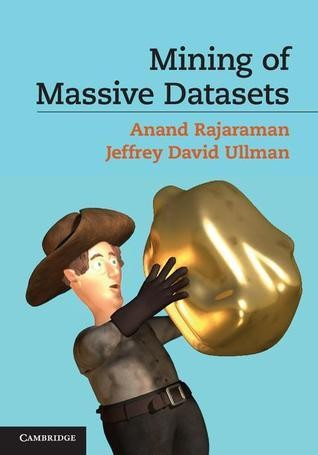 Mining of
Massive Datasets
Anand Rajaraman
Jeffrey David Ullman
CAMBRIDGE